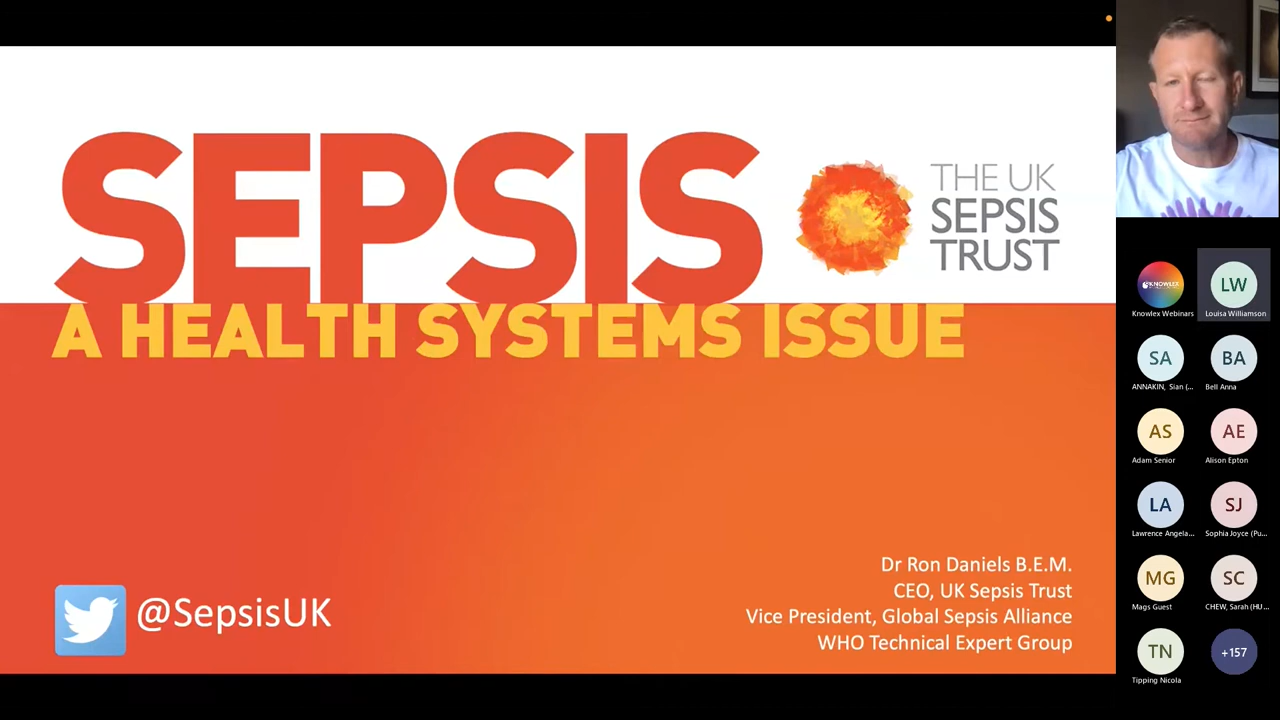 SEPSIS
A HEALTH SYSTEMS ISSUE
THE UK
SEPSIS
TRUST
@SepsisUK
Dr Ron Daniels B.E.M.
CEO, UK Sepsis Trust
Vice President, Global Sepsis Alliance
WHO Technical Expert Group
KNOWLEX
Knowlex Webinars
LW
Louisa Williamson
SA
ANNAKIN, Sian (...
BA
Bell Anna
AS
Adam Senior
AE
Alison Epton
LA
Lawrence Angela...
SJ
Sophia Joyce (Pu...
MG
Mags Guest
SC
CHEW, Sarah (HU...
TN
Tipping Nicola
+157